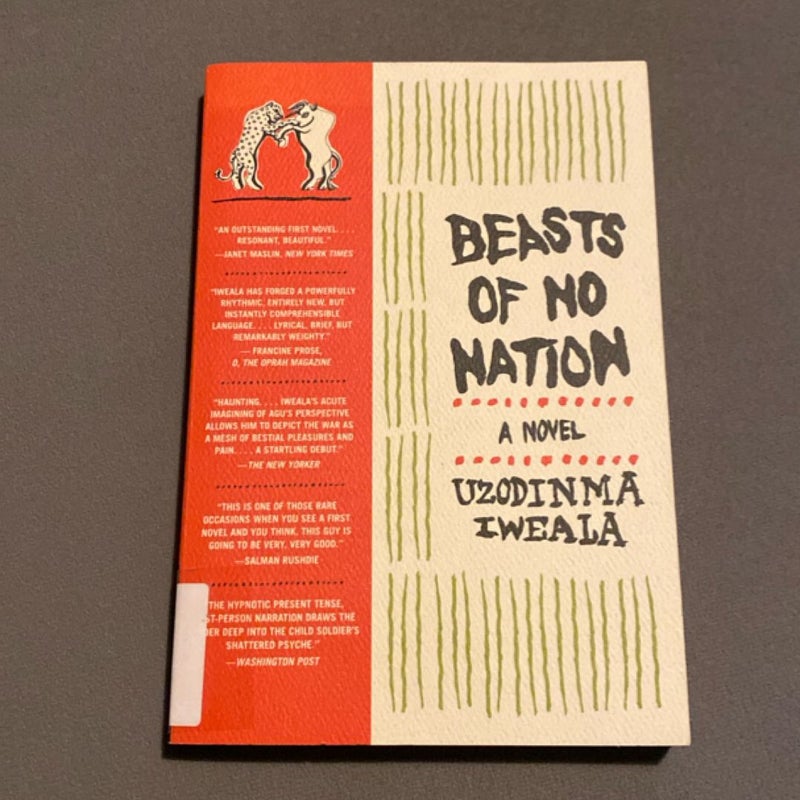 "AN OUTSTANDING FIRST NOVEL. . . .
RESONANT, BEAUTIFUL."
—JANET MASLIN, NEW YORK TIMES
"IWEALA HAS FORGED A POWERFULLY
RHYTHMIC, ENTIRELY NEW, BUT
INSTANTLY COMPREHENSIBLE
LANGUAGE. . . . LYRICAL, BRIEF, BUT
REMARKABLY WEIGHTY."
— FRANCINE PROSE,
O, THE OPRAH MAGAZINE
"HAUNTING. . . . IWEALA'S ACUTE
IMAGINING OF AGU'S PERSPECTIVE
ALLOWS HIM TO DEPICT THE WAR AS
A MESH OF BESTIAL PLEASURES AND
PAIN. . . . A STARTLING DEBUT."
—THE NEW YORKER
"THIS IS ONE OF THOSE RARE
OCCASIONS WHEN YOU SEE A FIRST
NOVEL AND YOU THINK, THIS GUY IS
GOING TO BE VERY, VERY GOOD."
—SALMAN RUSHDIE
THE HYPNOTIC PRESENT TENSE,
ST-PERSON NARRATION DRAWS THE
DER DEEP INTO THE CHILD SOLDIER'S
SHATTERED PSYCHE."
—WASHINGTON POST
BEASTS
OF NO
NATION
A NOVEL
UZODINMA
IWEALA